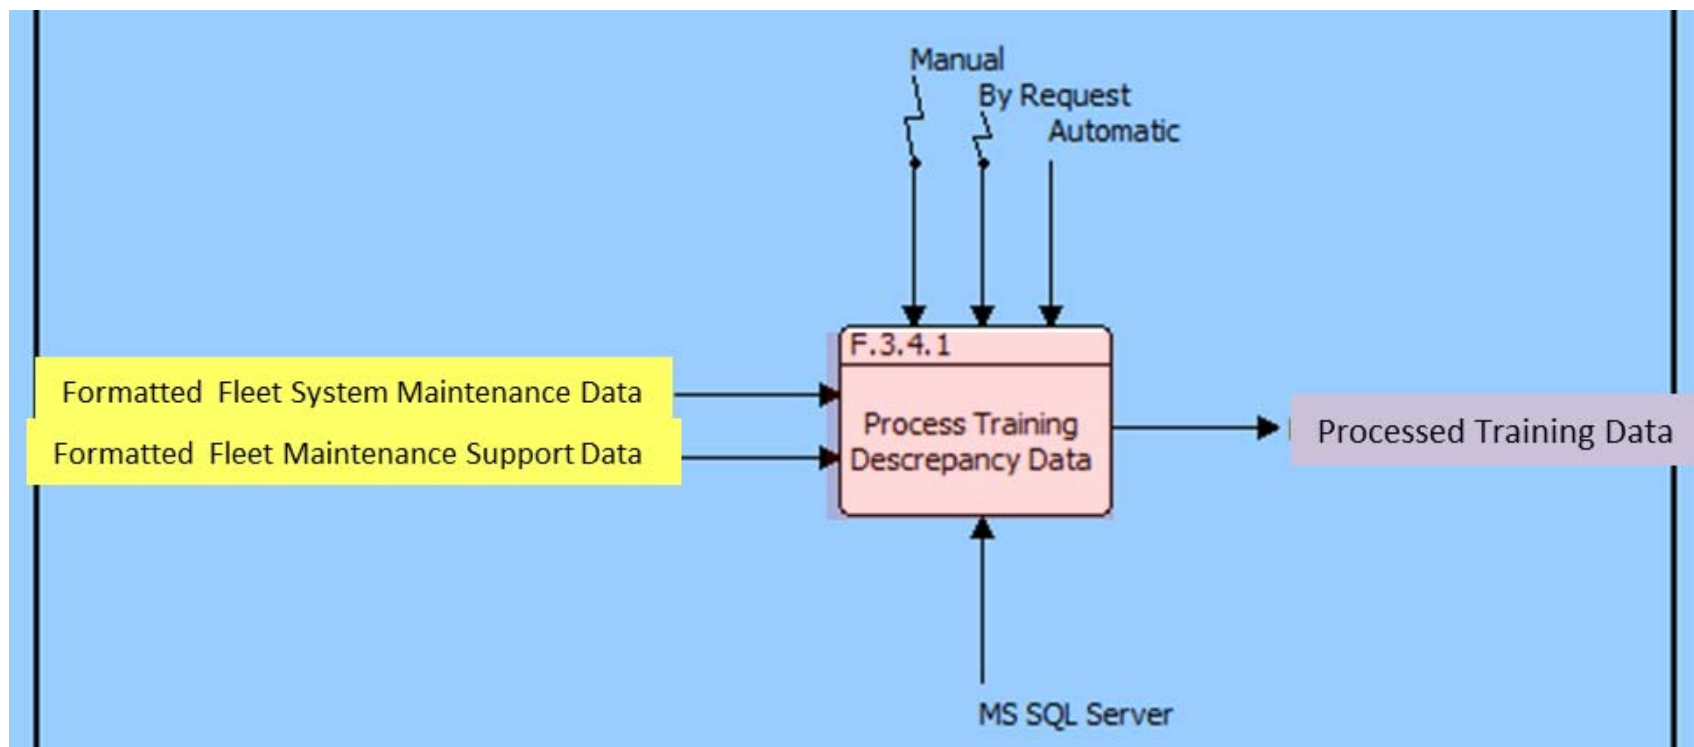 Manual
By Request
Automatic
F.3.4.1
Formatted Fleet System Maintenance Data
Formatted Fleet Maintenance Support Data
Process Training
Descrepancy Data
Processed Training Data
MS SQL Server